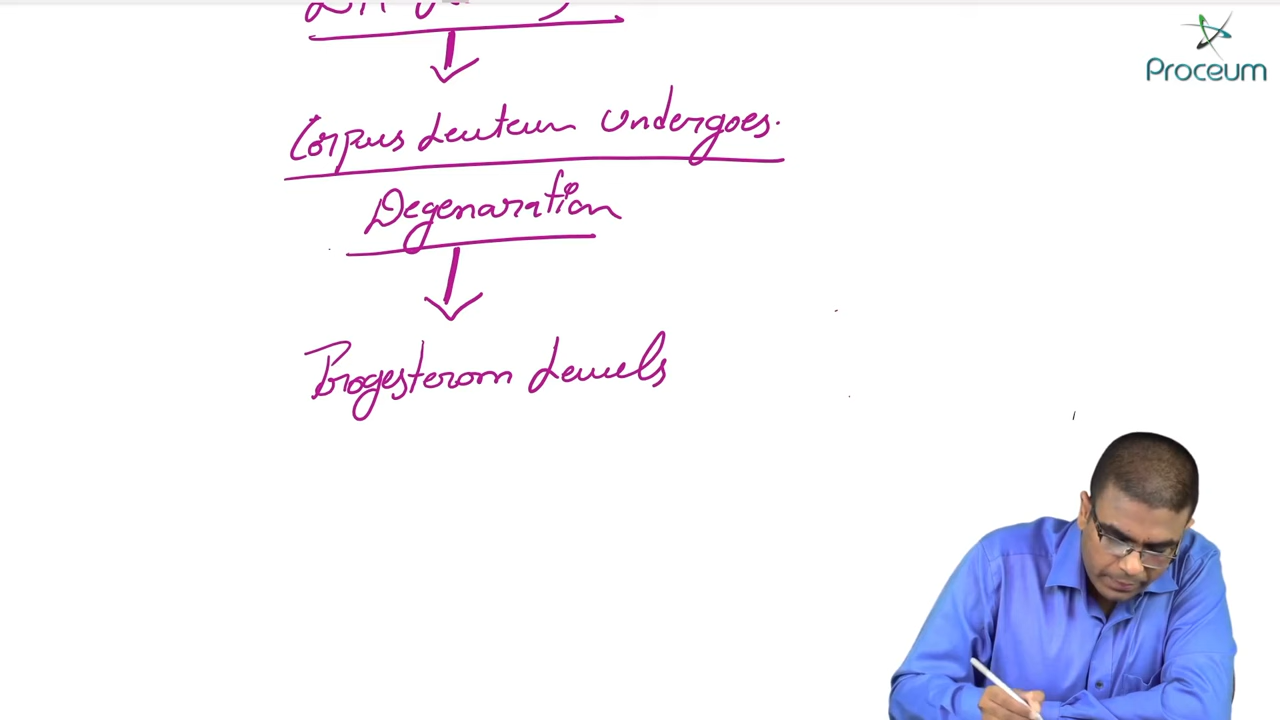 Proceum
Corpus Leuteum Undergoes.
Degenaration
Progesterom Levels